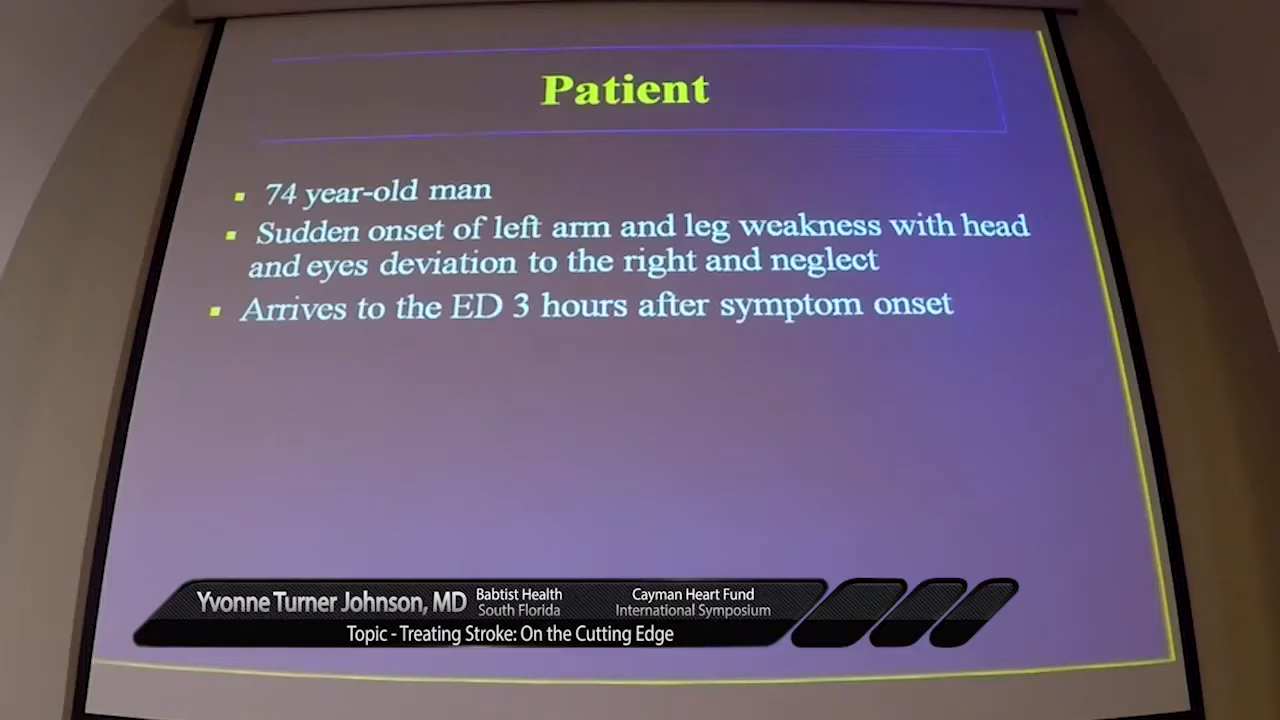 Patient
74 year-old man
Sudden onset of left arm and leg weakness with head
and eyes deviation to the right and neglect
Arrives to the ED 3 hours after symptom onset
Yvonne Turner Johnson, MD
Babtist Health
South Florida
Cayman Heart Fund
International Symposium
Topic - Treating Stroke: On the Cutting Edge